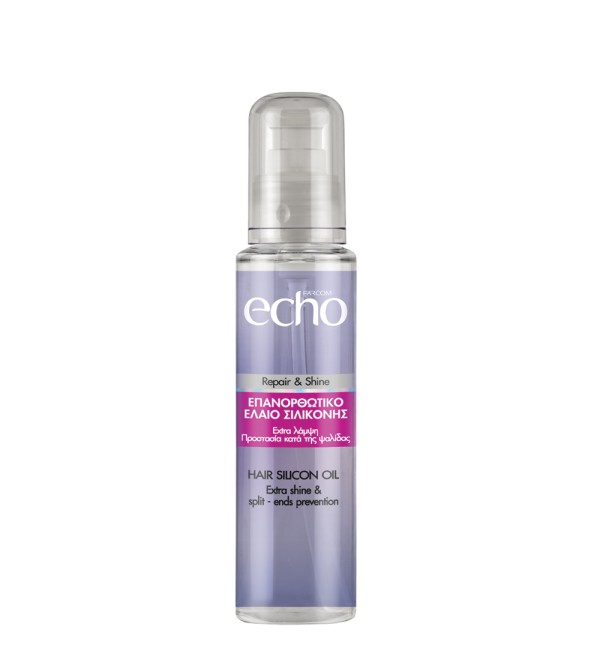 FARCOM
echo
Repair & Shine
ΕΠΑΝΟΡΘΩΤΙΚΟ
ΕΛΑΙΟ ΣΙΛΙΚΟΝΗΣ
Extra λάμψη
Προστασία κατά της ψαλίδας
HAIR SILICON OIL
Extra shine &
split - ends prevention